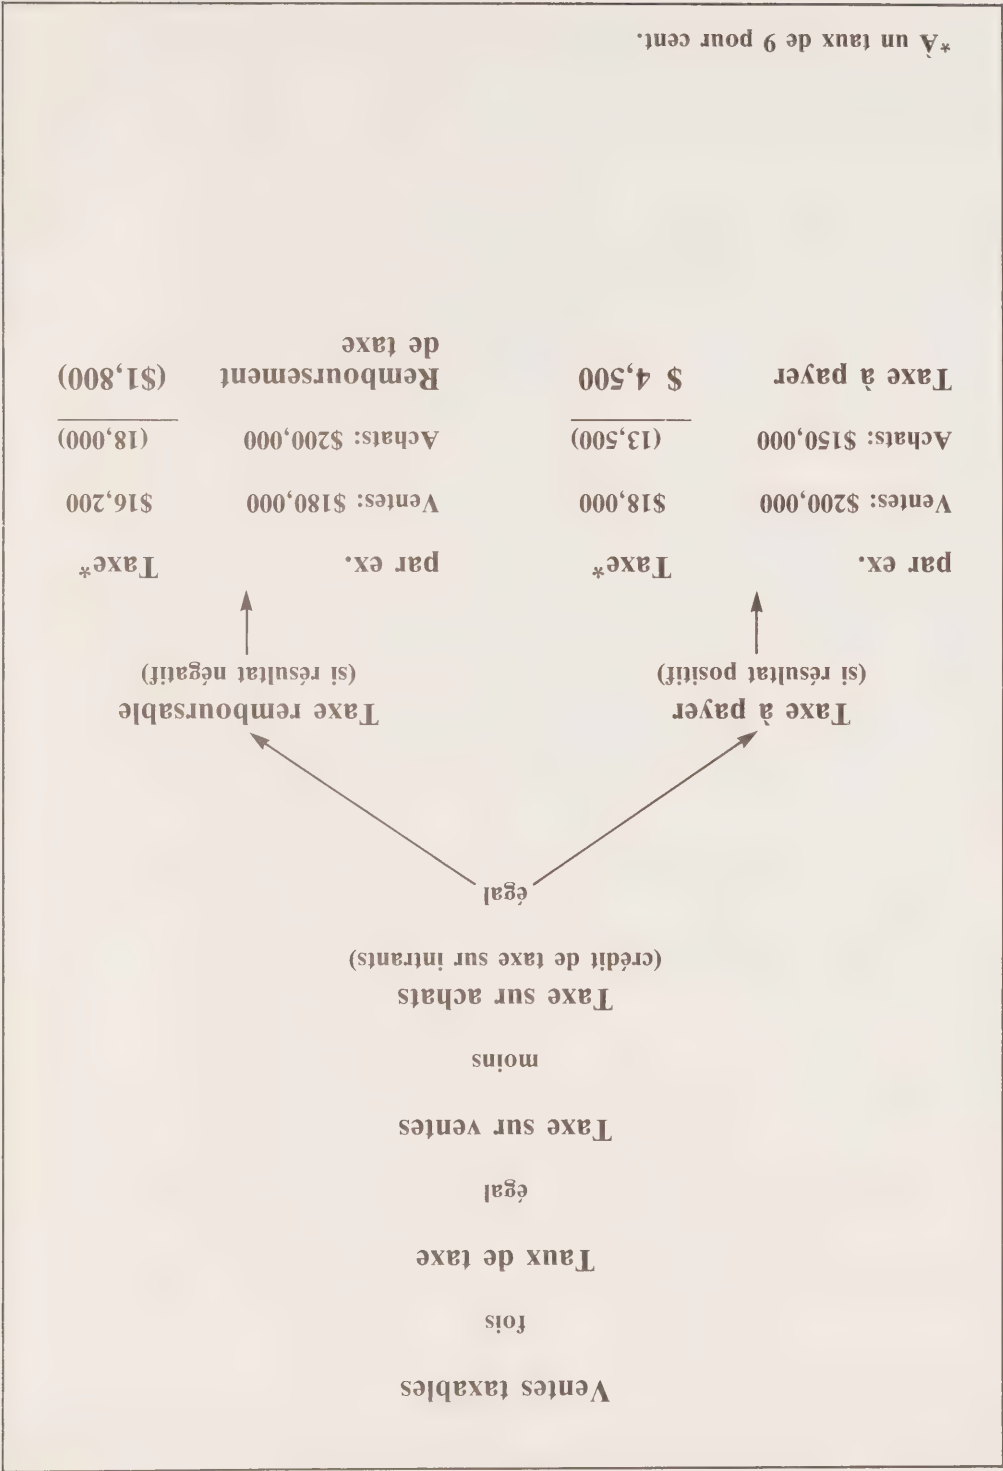 Ventes taxables
fois
Taux de taxe
égal
Taxe sur ventes
moins
Taxe sur achats
(crédit de taxe sur intrants)
égal
Taxe à payer
(si résultat positif)
par ex. Taxe*
Ventes: $200,000 $18,000
Achats: $150,000 (13,500)
Taxe à payer $ 4,500
Taxe remboursable
(si résultat négatif)
par ex. Taxe*
Ventes: $180,000 $16,200
Achats: $200,000 (18,000)
Remboursement ($1,800)
de taxe
*À un taux de 9 pour cent.